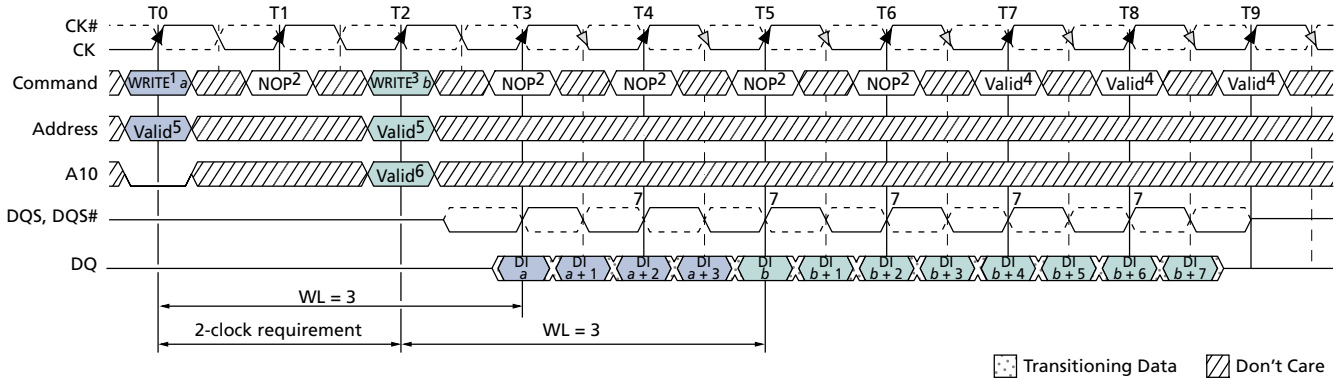 T0 T1 T2 T3 T4 T5 T6 T7 T8 T9
CK#
CK
Command WRITE1 a NOP2 WRITE3 b NOP2 NOP2 NOP2 NOP2 Valid4 Valid4 Valid4
Address Valid5 Valid5
A10 Valid6
7 7 7 7 7
DQS, DQS#
DQ DI a DI a + 1 DI a + 2 DI a + 3 DI b DI b + 1 DI b + 2 DI b + 3 DI b + 4 DI b + 5 DI b + 6 DI b + 7
WL = 3
2-clock requirement WL = 3
Transitioning Data Don't Care